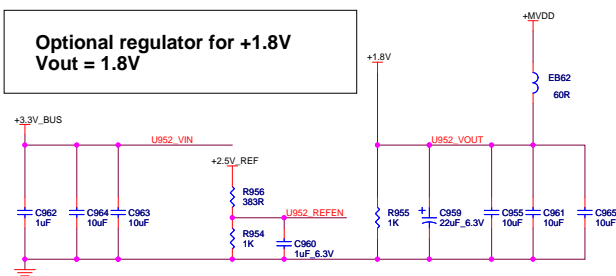 Optional regulator for +1.8V
Vout = 1.8V
+MVDD
+1.8V
EB62
60R
+3.3V_BUS
U952_VIN
U952_VOUT
+2.5V_REF
R956
383R
U952_REFEN
C962
1uF
C964
10uF
C963
10uF
R954
1K
C960
1uF_6.3V
R955
1K
C959
22uF_6.3V
C955
10uF
C961
10uF
C965
10uF